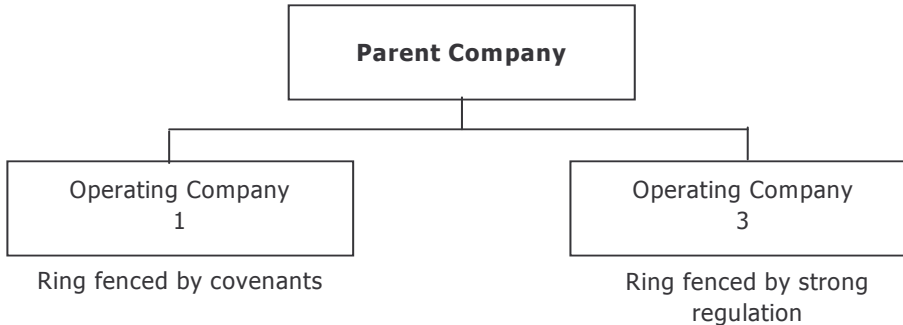 Parent Company
Operating Company
1
Ring fenced by covenants
Operating Company
3
Ring fenced by strong
regulation